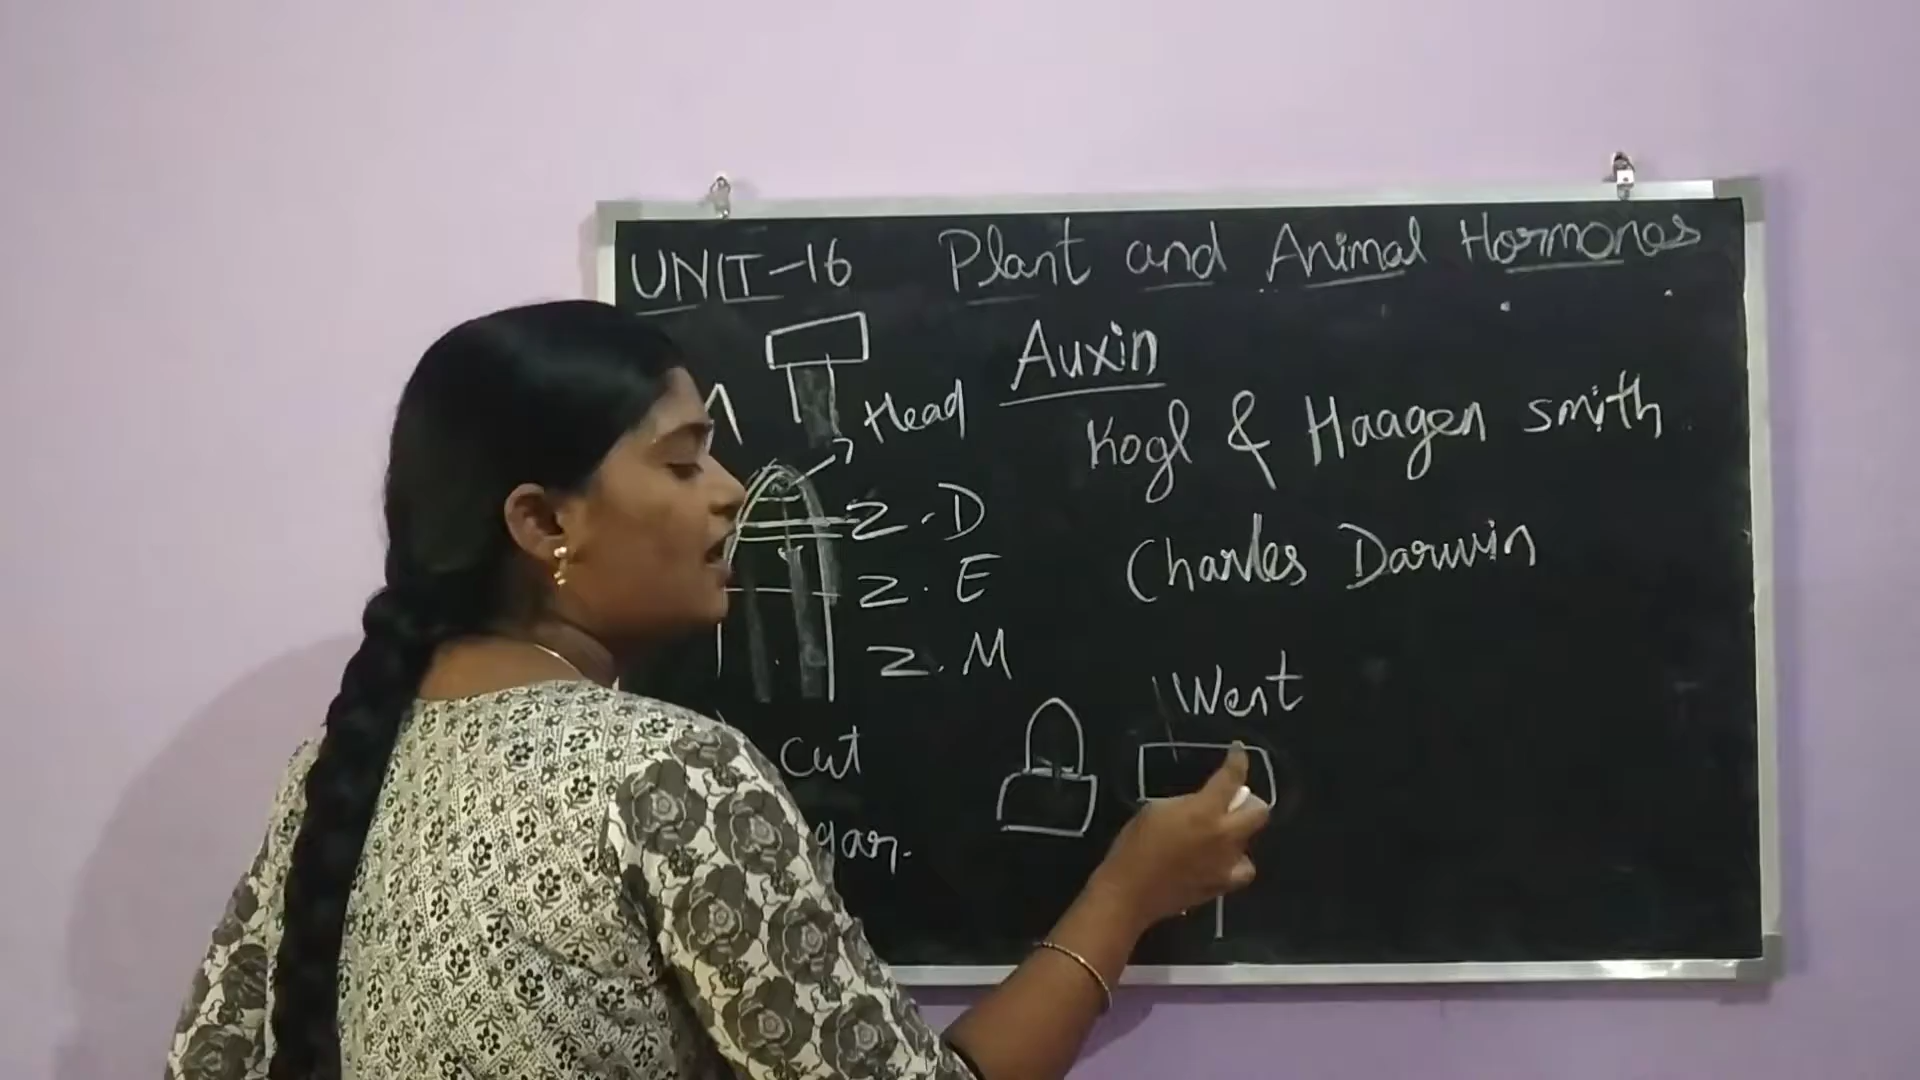 UNIT-16 Plant and Animal Hormones
Auxin
Head
Kogl & Haagen smith
Z.D
Charles Darwin
Z.E
Z.M
Went
Cut